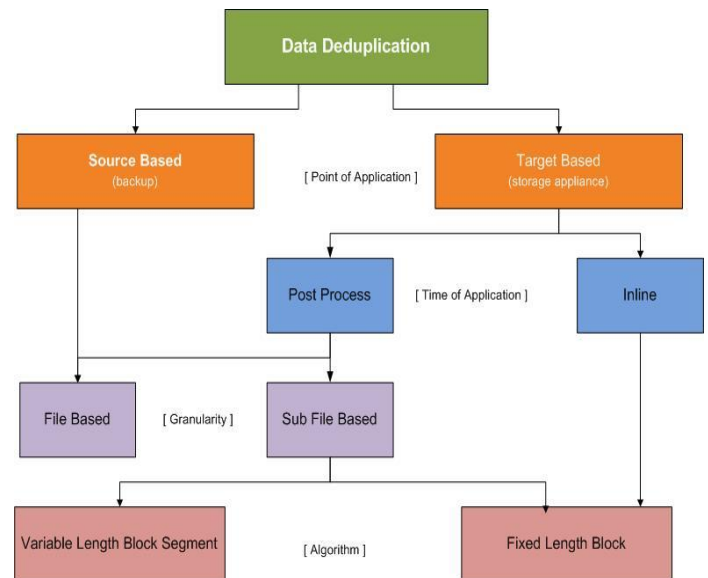 Data Deduplication
Source Based
(backup)
[ Point of Application ]
Target Based
(storage appliance)
Post Process
[ Time of Application ]
Inline
File Based
[ Granularity ]
Sub File Based
Variable Length Block Segment
[ Algorithm ]
Fixed Length Block